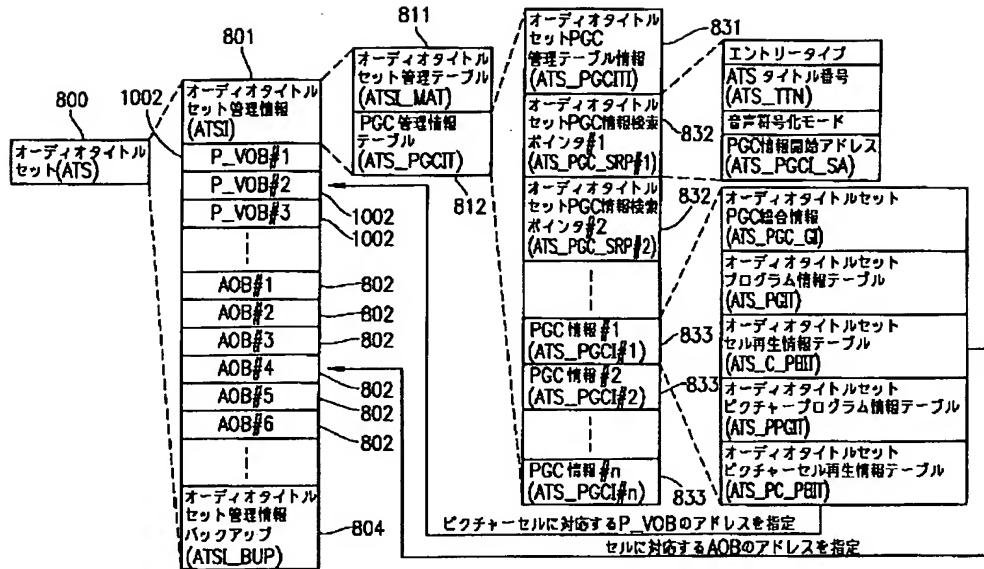 800
オーディオタイトル
セット(ATS)
801
1002
オーディオタイトル
セット管理情報
(ATSI)
P_VOB#1
P_VOB#2
P_VOB#3
1002
1002
AOB#1
AOB#2
AOB#3
AOB#4
AOB#5
AOB#6
802
802
802
802
802
802
オーディオタイトル
セット管理情報
バックアップ
(ATSI_BUP)
804
811
オーディオタイトル
セット管理テーブル
(ATSI_MAT)
PGC管理情報
テーブル
(ATS_PGCIT)
812
オーディオタイトル
セットPGC
管理テーブル情報
(ATS_PGCITI)
831
オーディオタイトル
セットPGC情報検索
ポインタ#1
(ATS_PGC_SRP#1)
832
オーディオタイトル
セットPGC情報検索
ポインタ#2
(ATS_PGC_SRP#2)
832
PGC情報#1
(ATS_PGCI#1)
833
PGC情報#2
(ATS_PGCI#2)
833
PGC情報#n
(ATS_PGCI#n)
833
エントリータイプ
ATSタイトル番号
(ATS_TTN)
音声符号化モード
PGC情報開始アドレス
(ATS_PGCI_SA)
オーディオタイトルセット
PGC総合情報
(ATS_PGC_GI)
オーディオタイトルセット
プログラム情報テーブル
(ATS_PGIT)
オーディオタイトルセット
セル再生情報テーブル
(ATS_C_PBIT)
オーディオタイトルセット
ピクチャープログラム情報テーブル
(ATS_PPGIT)
オーディオタイトルセット
ピクチャーセル再生情報テーブル
(ATS_PC_PBIT)
ピクチャーセルに対応するP_VOBのアドレスを指定
セルに対応するAOBのアドレスを指定